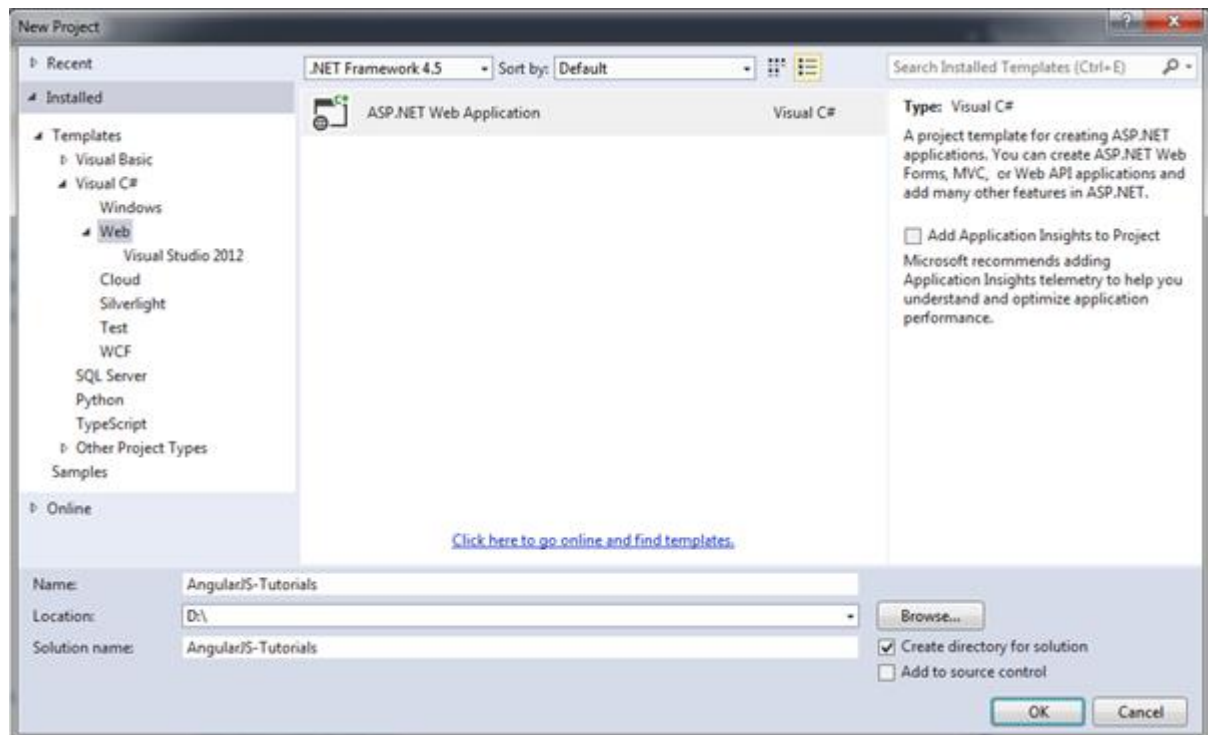 New Project
Recent
Installed
Templates
Visual Basic
Visual C#
Windows
Web
Visual Studio 2012
Cloud
Silverlight
Test
WCF
SQL Server
Python
TypeScript
Other Project Types
Samples
Online
.NET Framework 4.5
Sort by: Default
Search Installed Templates (Ctrl+E)
C#
ASP.NET Web Application Visual C#
Click here to go online and find templates.
Type: Visual C#
A project template for creating ASP.NET
applications. You can create ASP.NET Web
Forms, MVC, or Web API applications and
add many other features in ASP.NET.
Add Application Insights to Project
Microsoft recommends adding
Application Insights telemetry to help you
understand and optimize application
performance.
Name: AngularJS-Tutorials
Location: D:\
Browse...
Solution name: AngularJS-Tutorials
Create directory for solution
Add to source control
OK Cancel